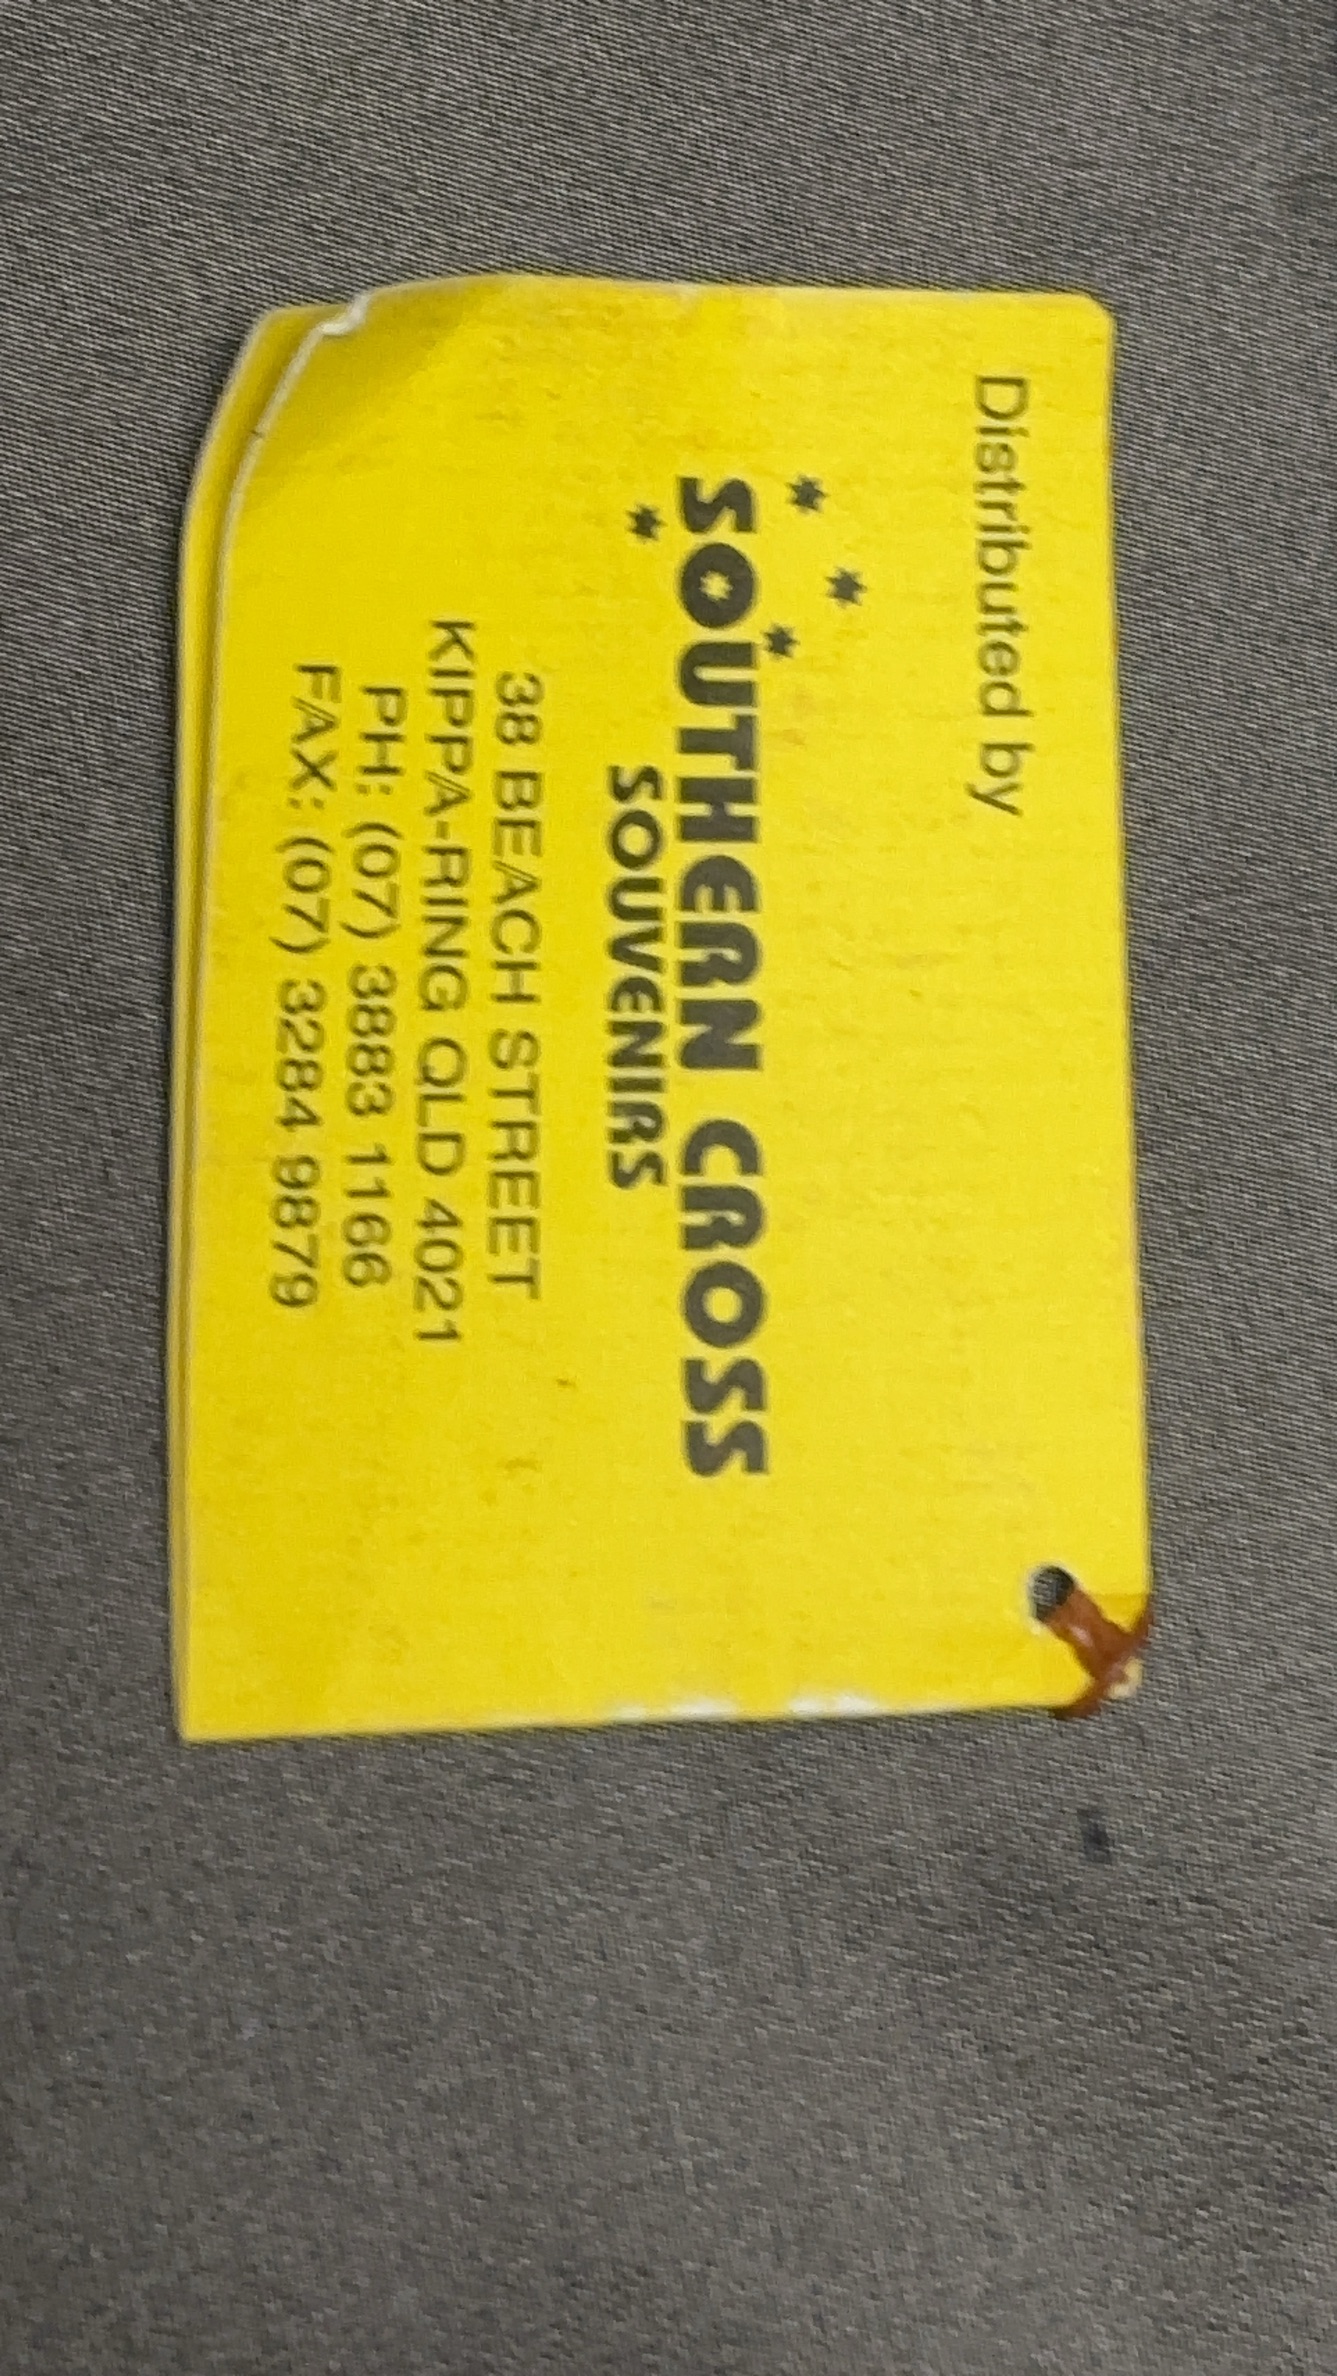 Distributed by
SOUTHERN CROSS
SOUVENIRS
38 BEACH STREET
KIPPA-RING QLD 4021
PH: (07) 3883 1166
FAX: (07) 3284 9879